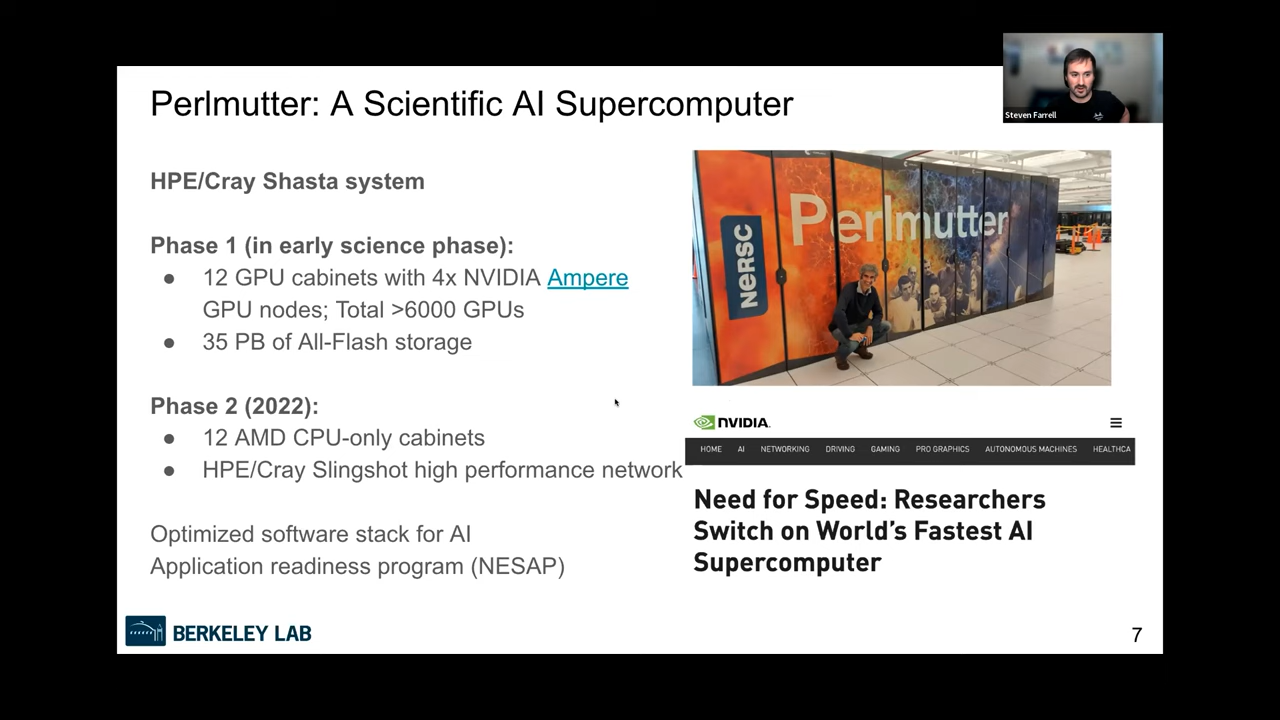 Perlmutter: A Scientific AI Supercomputer
Steven Farrell
HPE/Cray Shasta system
Phase 1 (in early science phase):
● 12 GPU cabinets with 4x NVIDIA Ampere
GPU nodes; Total >6000 GPUs
● 35 PB of All-Flash storage
Phase 2 (2022):
● 12 AMD CPU-only cabinets
● HPE/Cray Slingshot high performance network
Optimized software stack for AI
Application readiness program (NESAP)
NERSC
Perlmutter
NVIDIA.
HOME AI NETWORKING DRIVING GAMING PRO GRAPHICS AUTONOMOUS MACHINES HEALTHCA
Need for Speed: Researchers
Switch on World's Fastest AI
Supercomputer
BERKELEY LAB
7